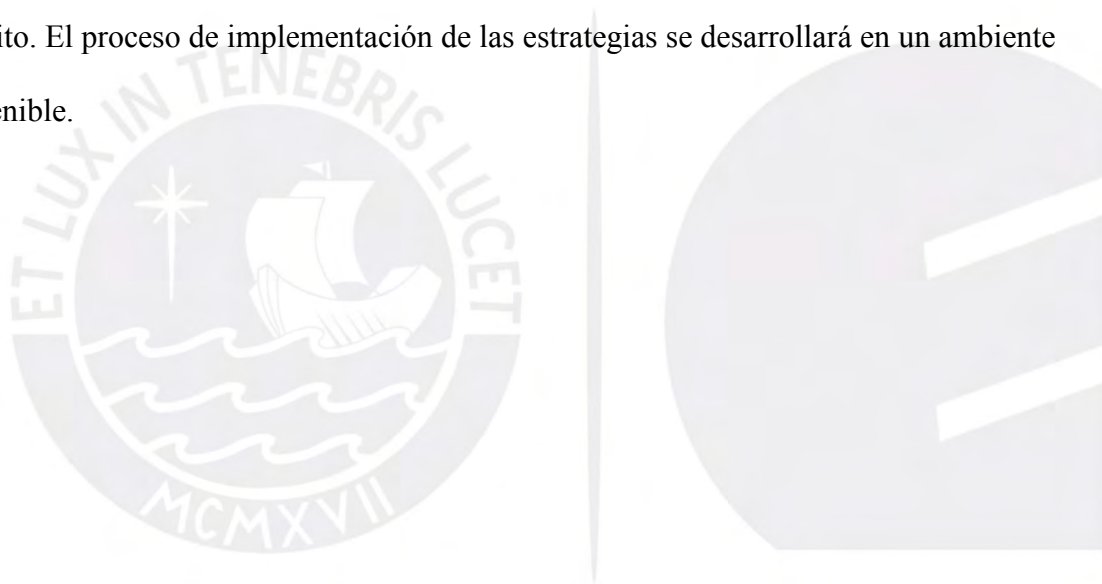 ito. El proceso de implementación de las estrategias se desarrollará en un ambiente
enible.
ET LUX IN TENEBRIS LUCET
MCMXVII